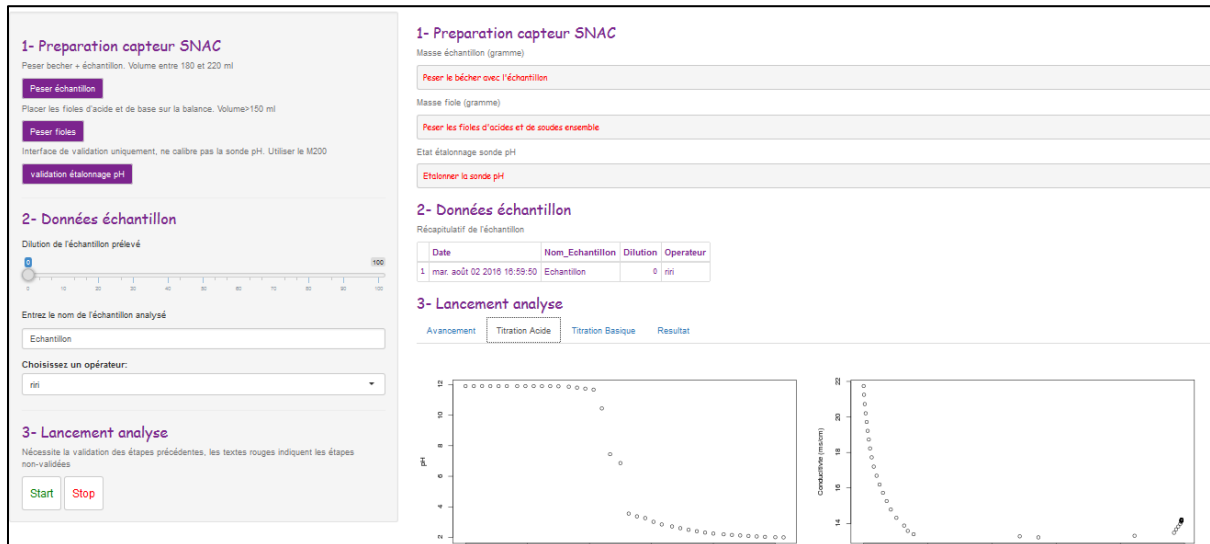 1- Preparation capteur SNAC
Peser becher + échantillon. Volume entre 180 et 220 ml
Peser échantillon
Placer les fioles d'acide et de base sur la balance. Volume>150 ml
Peser fioles
Interface de validation uniquement, ne calibre pas la sonde pH. Utiliser le M200
validation étalonnage pH
2- Données échantillon
Dilution de l'échantillon prélevé
0 100
0 10 20 30 40 50 60 70 80 90 100
Entrez le nom de l'échantillon analysé
Echantillon
Choisissez un opérateur:
riri
3- Lancement analyse
Nécessite la validation des étapes précédentes, les textes rouges indiquent les étapes
non-validées
Start Stop
1- Preparation capteur SNAC
Masse échantillon (gramme)
Peser le bécher avec l'échantillon
Masse fiole (gramme)
Peser les fioles d'acides et de soudes ensemble
Etat étalonnage sonde pH
Etalonner la sonde pH
2- Données échantillon
Récapitulatif de l'échantillon
Date Nom_Echantillon Dilution Operateur
1 mar. août 02 2016 16:59:50 Echantillon 0 riri
3- Lancement analyse
Avancement Titration Acide Titration Basique Resultat
pH
12
10
8
6
4
2
Conductivite (ms/cm)
22
20
18
16
14